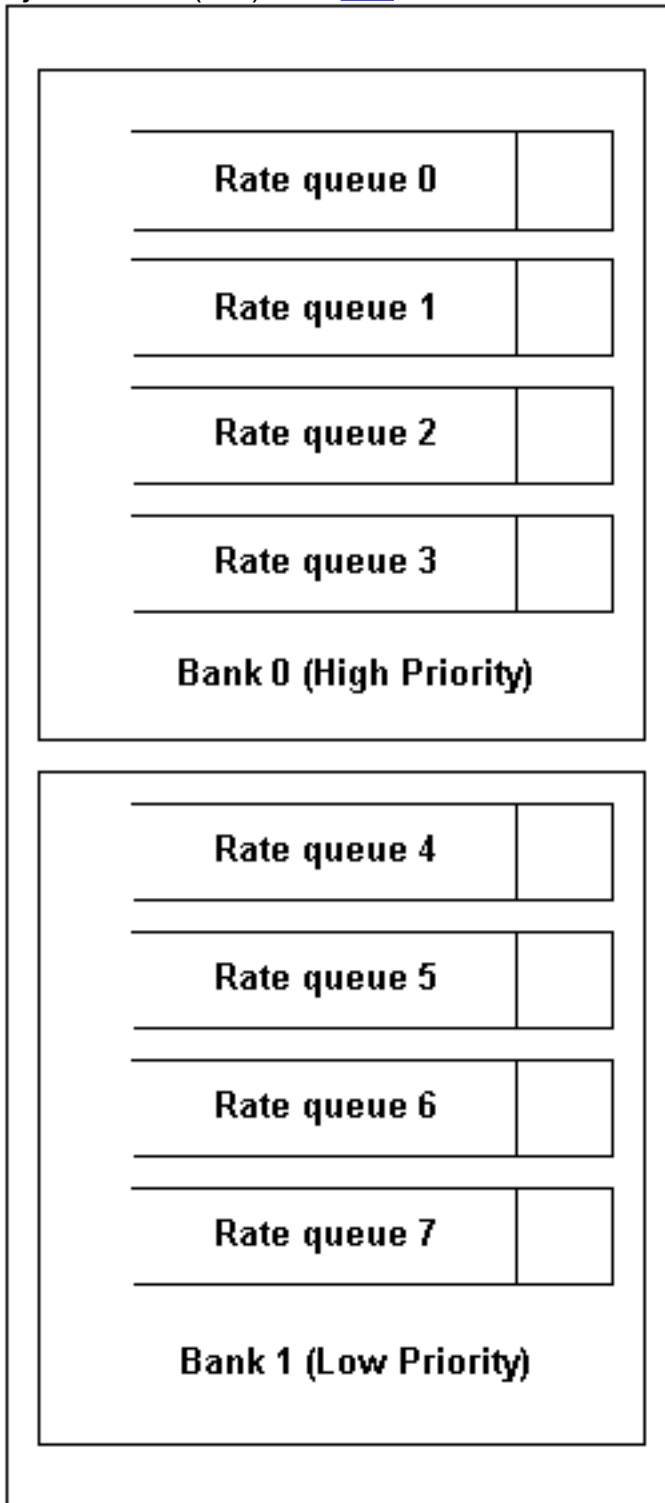 Rate queue 0
Rate queue 1
Rate queue 2
Rate queue 3
Bank 0 (High Priority)
Rate queue 4
Rate queue 5
Rate queue 6
Rate queue 7
Bank 1 (Low Priority)